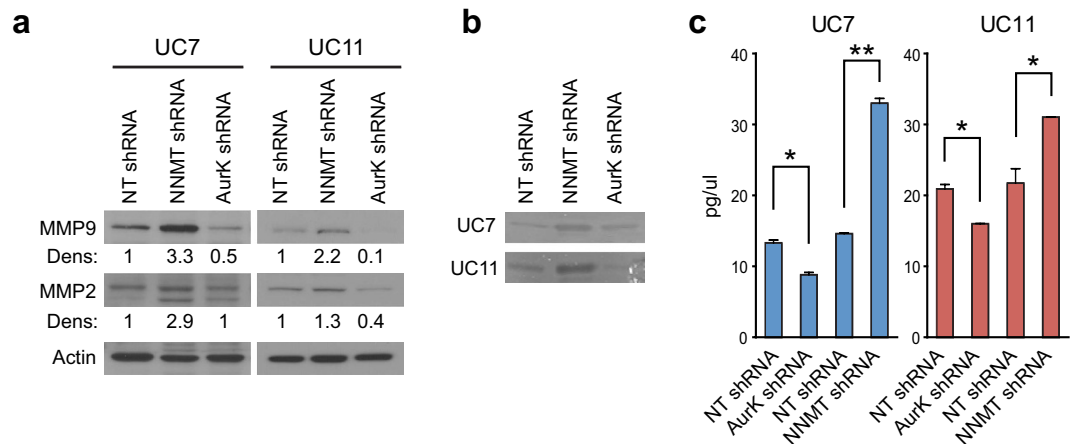 a
UC7 UC11
NT shRNA
NNMT shRNA
AurK shRNA
NT shRNA
NNMT shRNA
AurK shRNA
MMP9
Dens: 1 3.3 0.5 1 2.2 0.1
MMP2
Dens: 1 2.9 1 1 1.3 0.4
Actin
b
NT shRNA
NNMT shRNA
AurK shRNA
UC7
UC11
c
UC7
pg/ul
40
30
20
10
0
*
**
NT shRNA
AurK shRNA
NT shRNA
NNMT shRNA
UC11
40
30
20
10
0
*
*
NT shRNA
AurK shRNA
NT shRNA
NNMT shRNA